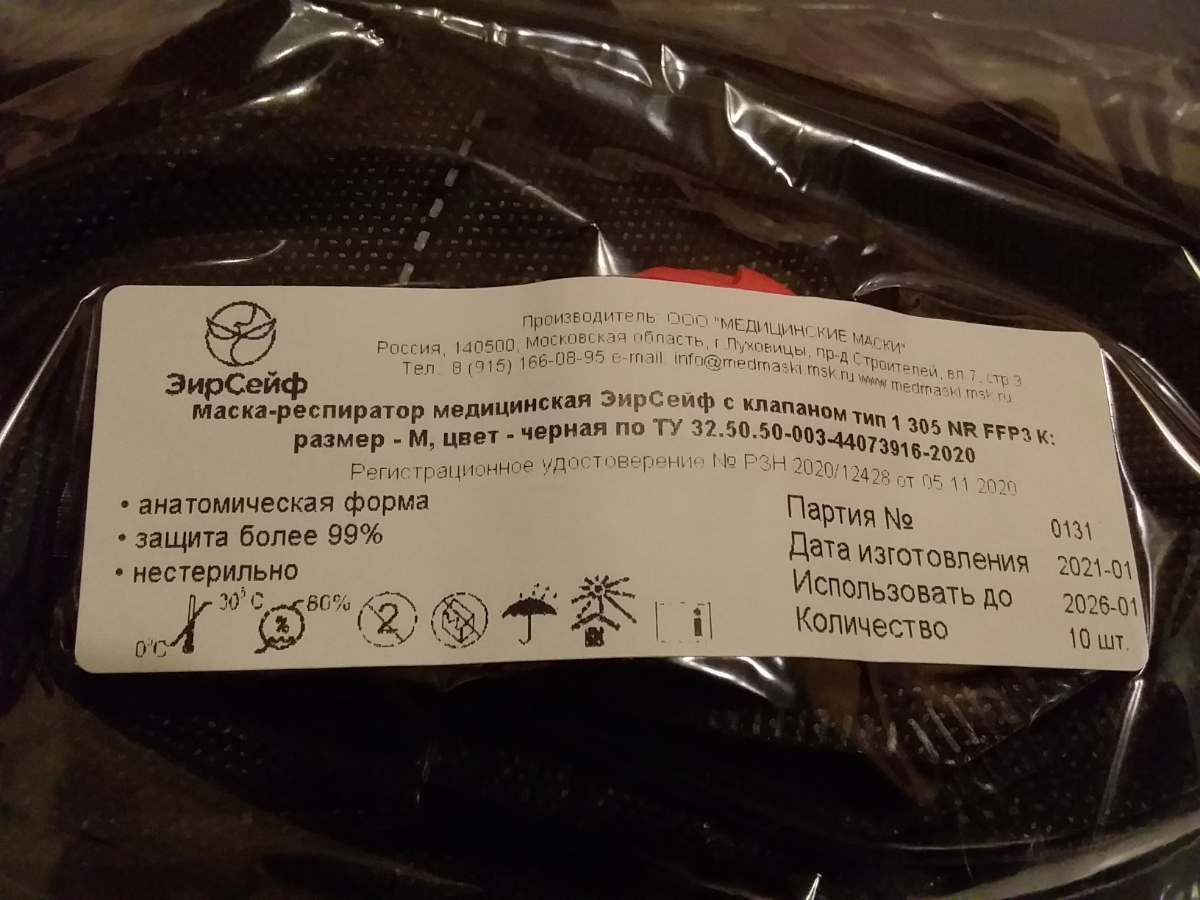 ЭирСейф
Производитель: ООО "МЕДИЦИНСКИЕ МАСКИ"
Россия, 140500, Московская область, г.Луховицы, пр-д Строителей, вл 7, стр 3
Тел.: 8 (915) 166-08-95 e-mail: info@medmaski.msk.ru www.medmaski.msk.ru
Маска-респиратор медицинская ЭирСейф с клапаном тип 1 305 NR FFP3 К:
размер - М, цвет - черная по ТУ 32.50.50-003-44073916-2020
Регистрационное удостоверение № РЗН 2020/12428 от 05 11 2020
• анатомическая форма
• защита более 99%
• нестерильно
0°C 30°C % 80% 2 i
Партия № 0131
Дата изготовления 2021-01
Использовать до 2026-01
Количество 10 шт.